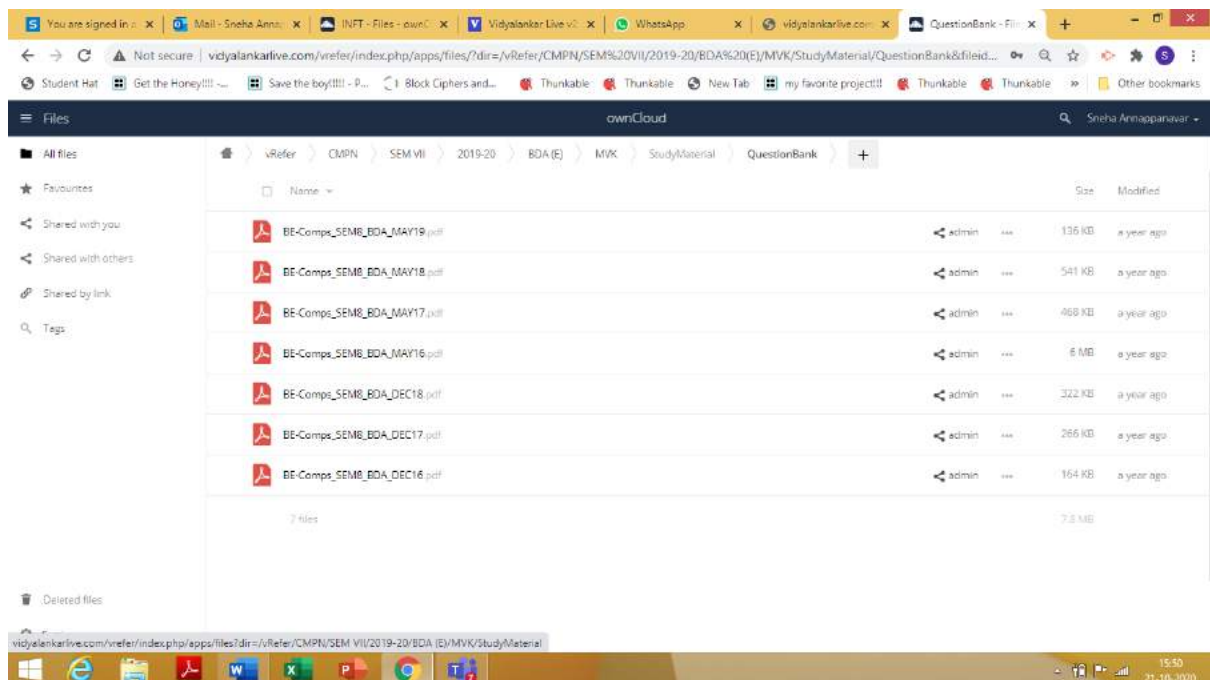 You are signed in a
Mail - Sneha Anna
INFT - Files - ownC
Vidyalankar Live v2
WhatsApp
vidyalankarlive.com
QuestionBank - File
Not secure | vidyalankarlive.com/vrefer/index.php/apps/files/?dir=/vRefer/CMPN/SEM%20VII/2019-20/BDA%20(E)/MVK/StudyMaterial/QuestionBank&fileid...
S
Student Hat
Get the Honey!!!! -...
Save the boy!!!!! - P...
Block Ciphers and...
Thunkable
Thunkable
New Tab
my favorite project!!!
Thunkable
Thunkable
Other bookmarks
Files
ownCloud
Sneha Annappanavar
All files
Favourites
Shared with you
Shared with others
Shared by link
Tags
vRefer CMPN SEM VII 2019-20 BDA (E) MVK StudyMaterial QuestionBank +
Name Size Modified
BE-Comps_SEM8_BDA_MAY19.pdf admin 136 KB a year ago
BE-Comps_SEM8_BDA_MAY18.pdf admin 541 KB a year ago
BE-Comps_SEM8_BDA_MAY17.pdf admin 468 KB a year ago
BE-Comps_SEM8_BDA_MAY16.pdf admin 6 MB a year ago
BE-Comps_SEM8_BDA_DEC18.pdf admin 322 KB a year ago
BE-Comps_SEM8_BDA_DEC17.pdf admin 266 KB a year ago
BE-Comps_SEM8_BDA_DEC16.pdf admin 164 KB a year ago
7 files 7.8 MB
Deleted files
vidyalankarlive.com/vrefer/index.php/apps/files?dir=/vRefer/CMPN/SEM VII/2019-20/BDA (E)/MVK/StudyMaterial
15:50
21-10-2020